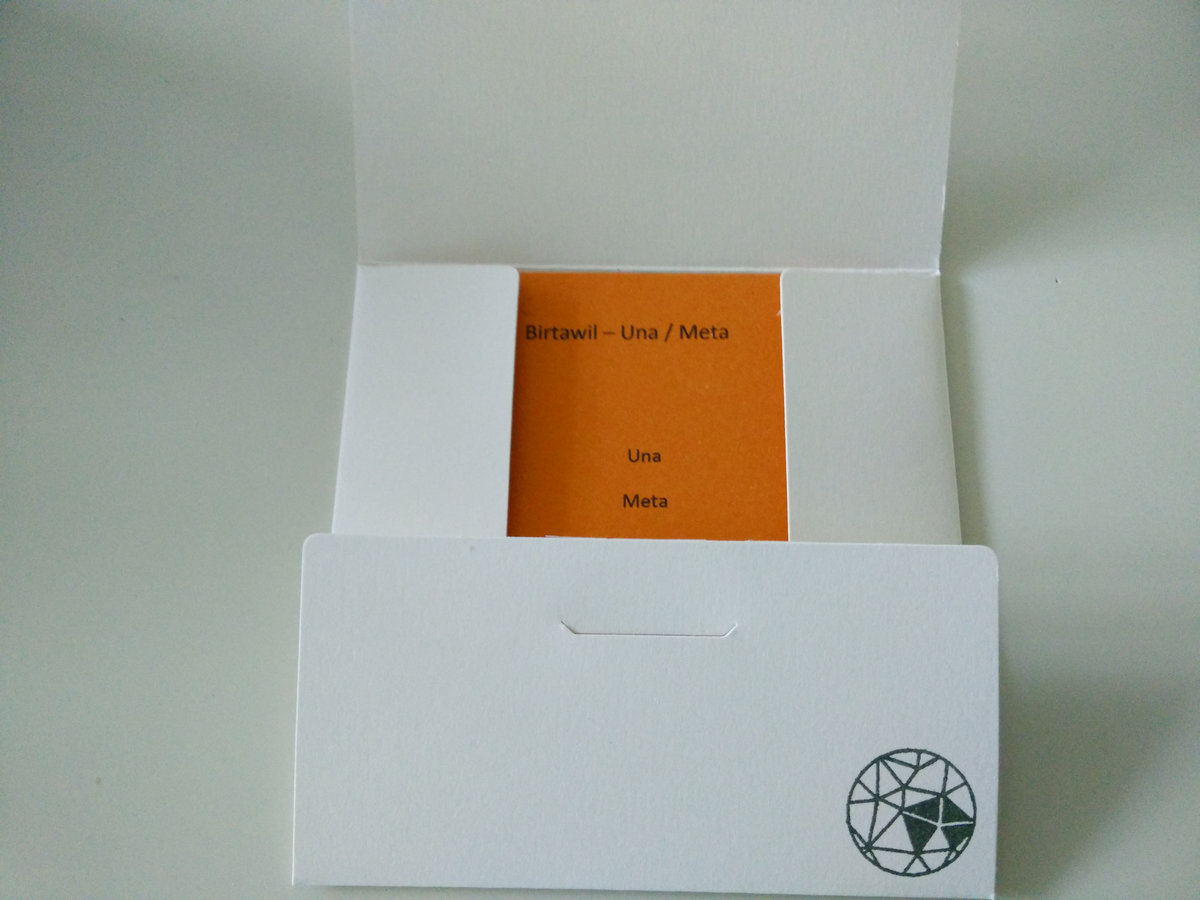 Birtawil – Una / Meta
Una
Meta